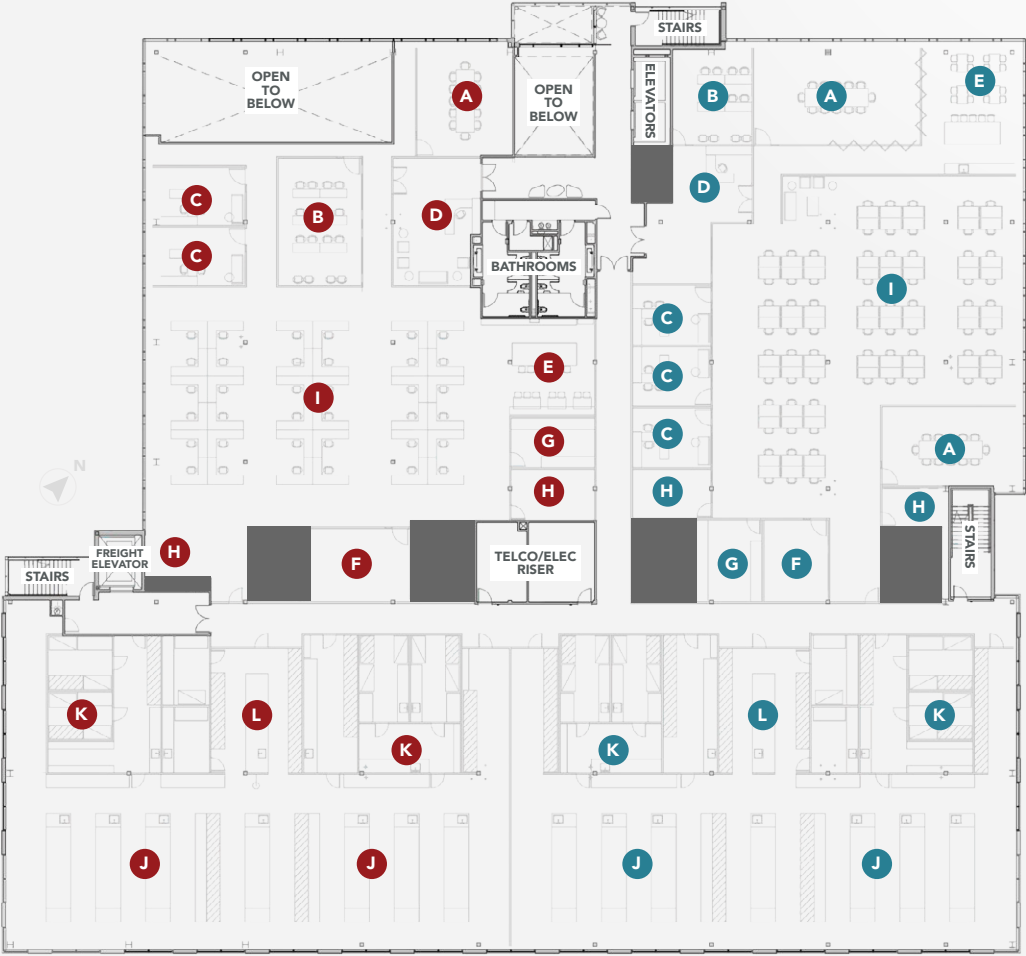 STAIRS
OPEN
TO
BELOW
A
OPEN
TO
BELOW
ELEVATORS
B
A
E
C
B
D
D
C
BATHROOMS
I
C
E
I
C
G
C
A
H
H
H
STAIRS
H
FREIGHT
ELEVATOR
F
TELCO/ELEC
RISER
G
F
STAIRS
N
K
L
K
K
L
K
J
J
J
J